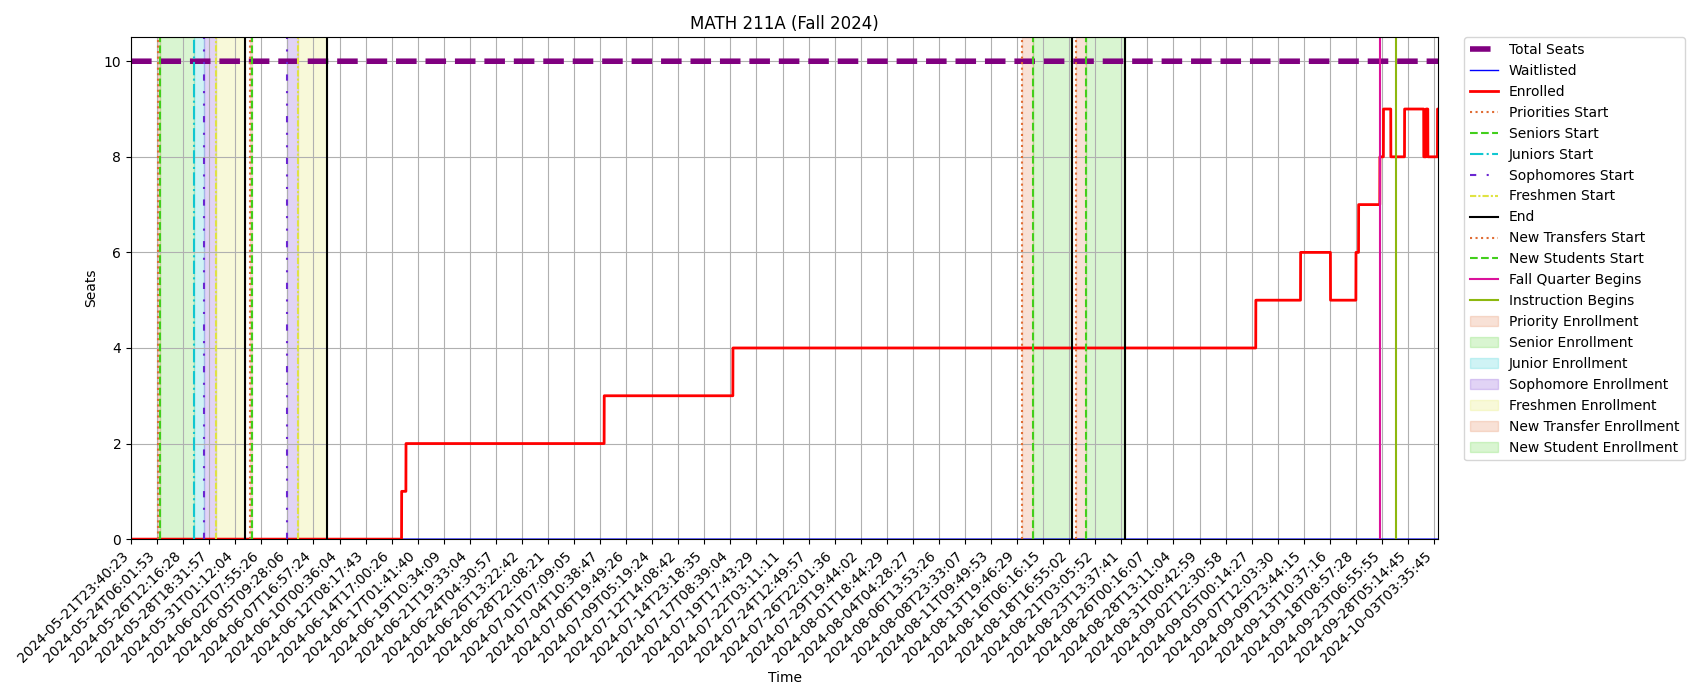 MATH 211A (Fall 2024)
Seats
10
8
6
4
2
0
2024-05-21T23:40:23
2024-05-24T06:01:53
2024-05-26T12:16:28
2024-05-28T18:31:57
2024-05-31T01:12:04
2024-06-02T07:55:26
2024-06-05T09:28:06
2024-06-07T16:57:24
2024-06-10T00:36:04
2024-06-12T08:17:43
2024-06-14T17:00:26
2024-06-17T01:41:40
2024-06-19T10:34:09
2024-06-21T19:33:04
2024-06-24T04:30:57
2024-06-26T13:22:42
2024-06-28T22:08:21
2024-07-01T07:09:05
2024-07-04T10:38:47
2024-07-06T19:49:26
2024-07-09T05:19:24
2024-07-12T14:08:42
2024-07-14T23:18:35
2024-07-17T08:39:04
2024-07-19T17:43:29
2024-07-22T03:11:11
2024-07-24T12:49:57
2024-07-26T22:01:36
2024-07-29T19:44:02
2024-08-01T18:44:29
2024-08-04T04:28:27
2024-08-06T13:53:26
2024-08-08T23:33:07
2024-08-11T09:49:53
2024-08-13T19:46:29
2024-08-16T06:16:15
2024-08-18T16:55:02
2024-08-21T03:05:52
2024-08-23T13:37:41
2024-08-26T00:16:07
2024-08-28T13:11:04
2024-08-31T00:42:59
2024-09-02T12:30:58
2024-09-05T00:14:27
2024-09-07T12:03:30
2024-09-09T23:44:15
2024-09-13T10:37:16
2024-09-18T08:57:28
2024-09-23T06:55:55
2024-09-28T05:14:45
2024-10-03T03:35:45
Time
Total Seats
Waitlisted
Enrolled
Priorities Start
Seniors Start
Juniors Start
Sophomores Start
Freshmen Start
End
New Transfers Start
New Students Start
Fall Quarter Begins
Instruction Begins
Priority Enrollment
Senior Enrollment
Junior Enrollment
Sophomore Enrollment
Freshmen Enrollment
New Transfer Enrollment
New Student Enrollment